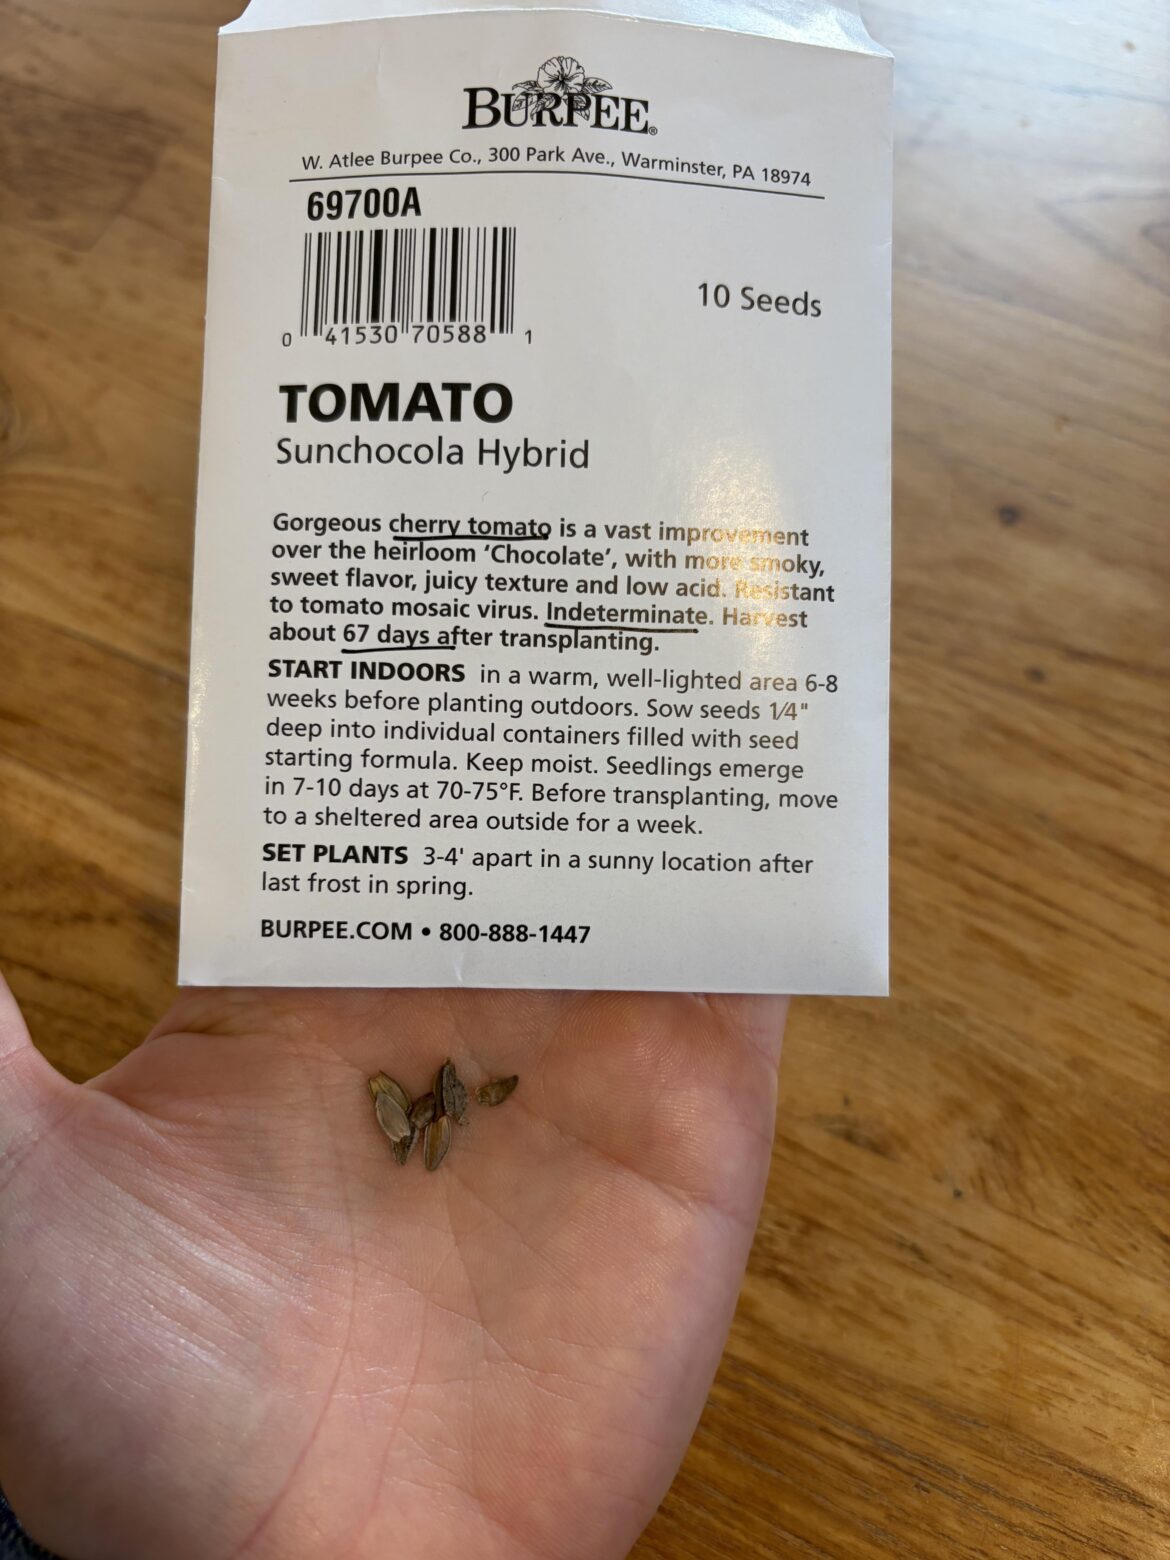 BURPEE®
W. Atlee Burpee Co., 300 Park Ave., Warminster, PA 18974
69700A
0 41530 70588 1
10 Seeds
TOMATO
Sunchocola Hybrid
Gorgeous cherry tomato is a vast improvement
over the heirloom ‘Chocolate’, with more smoky,
sweet flavor, juicy texture and low acid. Resistant
to tomato mosaic virus. Indeterminate. Harvest
about 67 days after transplanting.
START INDOORS in a warm, well-lighted area 6-8
weeks before planting outdoors. Sow seeds 1/4"
deep into individual containers filled with seed
starting formula. Keep moist. Seedlings emerge
in 7-10 days at 70-75°F. Before transplanting, move
to a sheltered area outside for a week.
SET PLANTS 3-4' apart in a sunny location after
last frost in spring.
BURPEE.COM • 800-888-1447